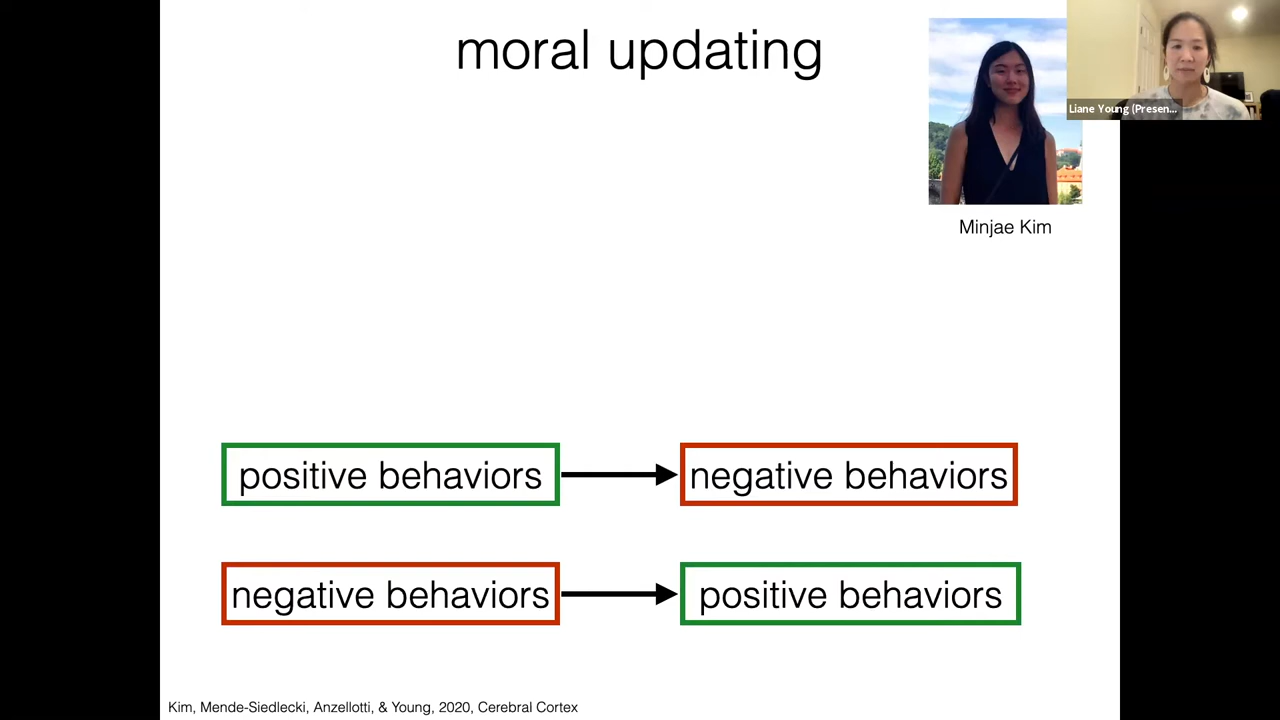 moral updating
Liane Young (Presen...
Minjae Kim
positive behaviors
negative behaviors
negative behaviors
positive behaviors
Kim, Mende-Siedlecki, Anzellotti, & Young, 2020, Cerebral Cortex